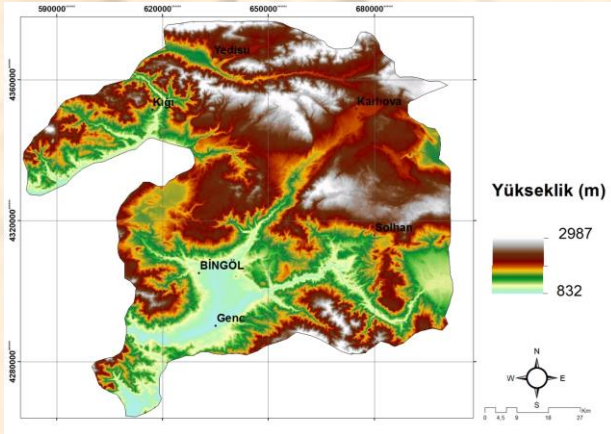 590000
620000
650000
680000
4360000
4320000
4280000
Yedisu
Kiğı
Karlıova
Solhan
BİNGÖL
Genç
Yükseklik (m)
2987
832
N
W
E
S
0 4,5 9 18 27
Km